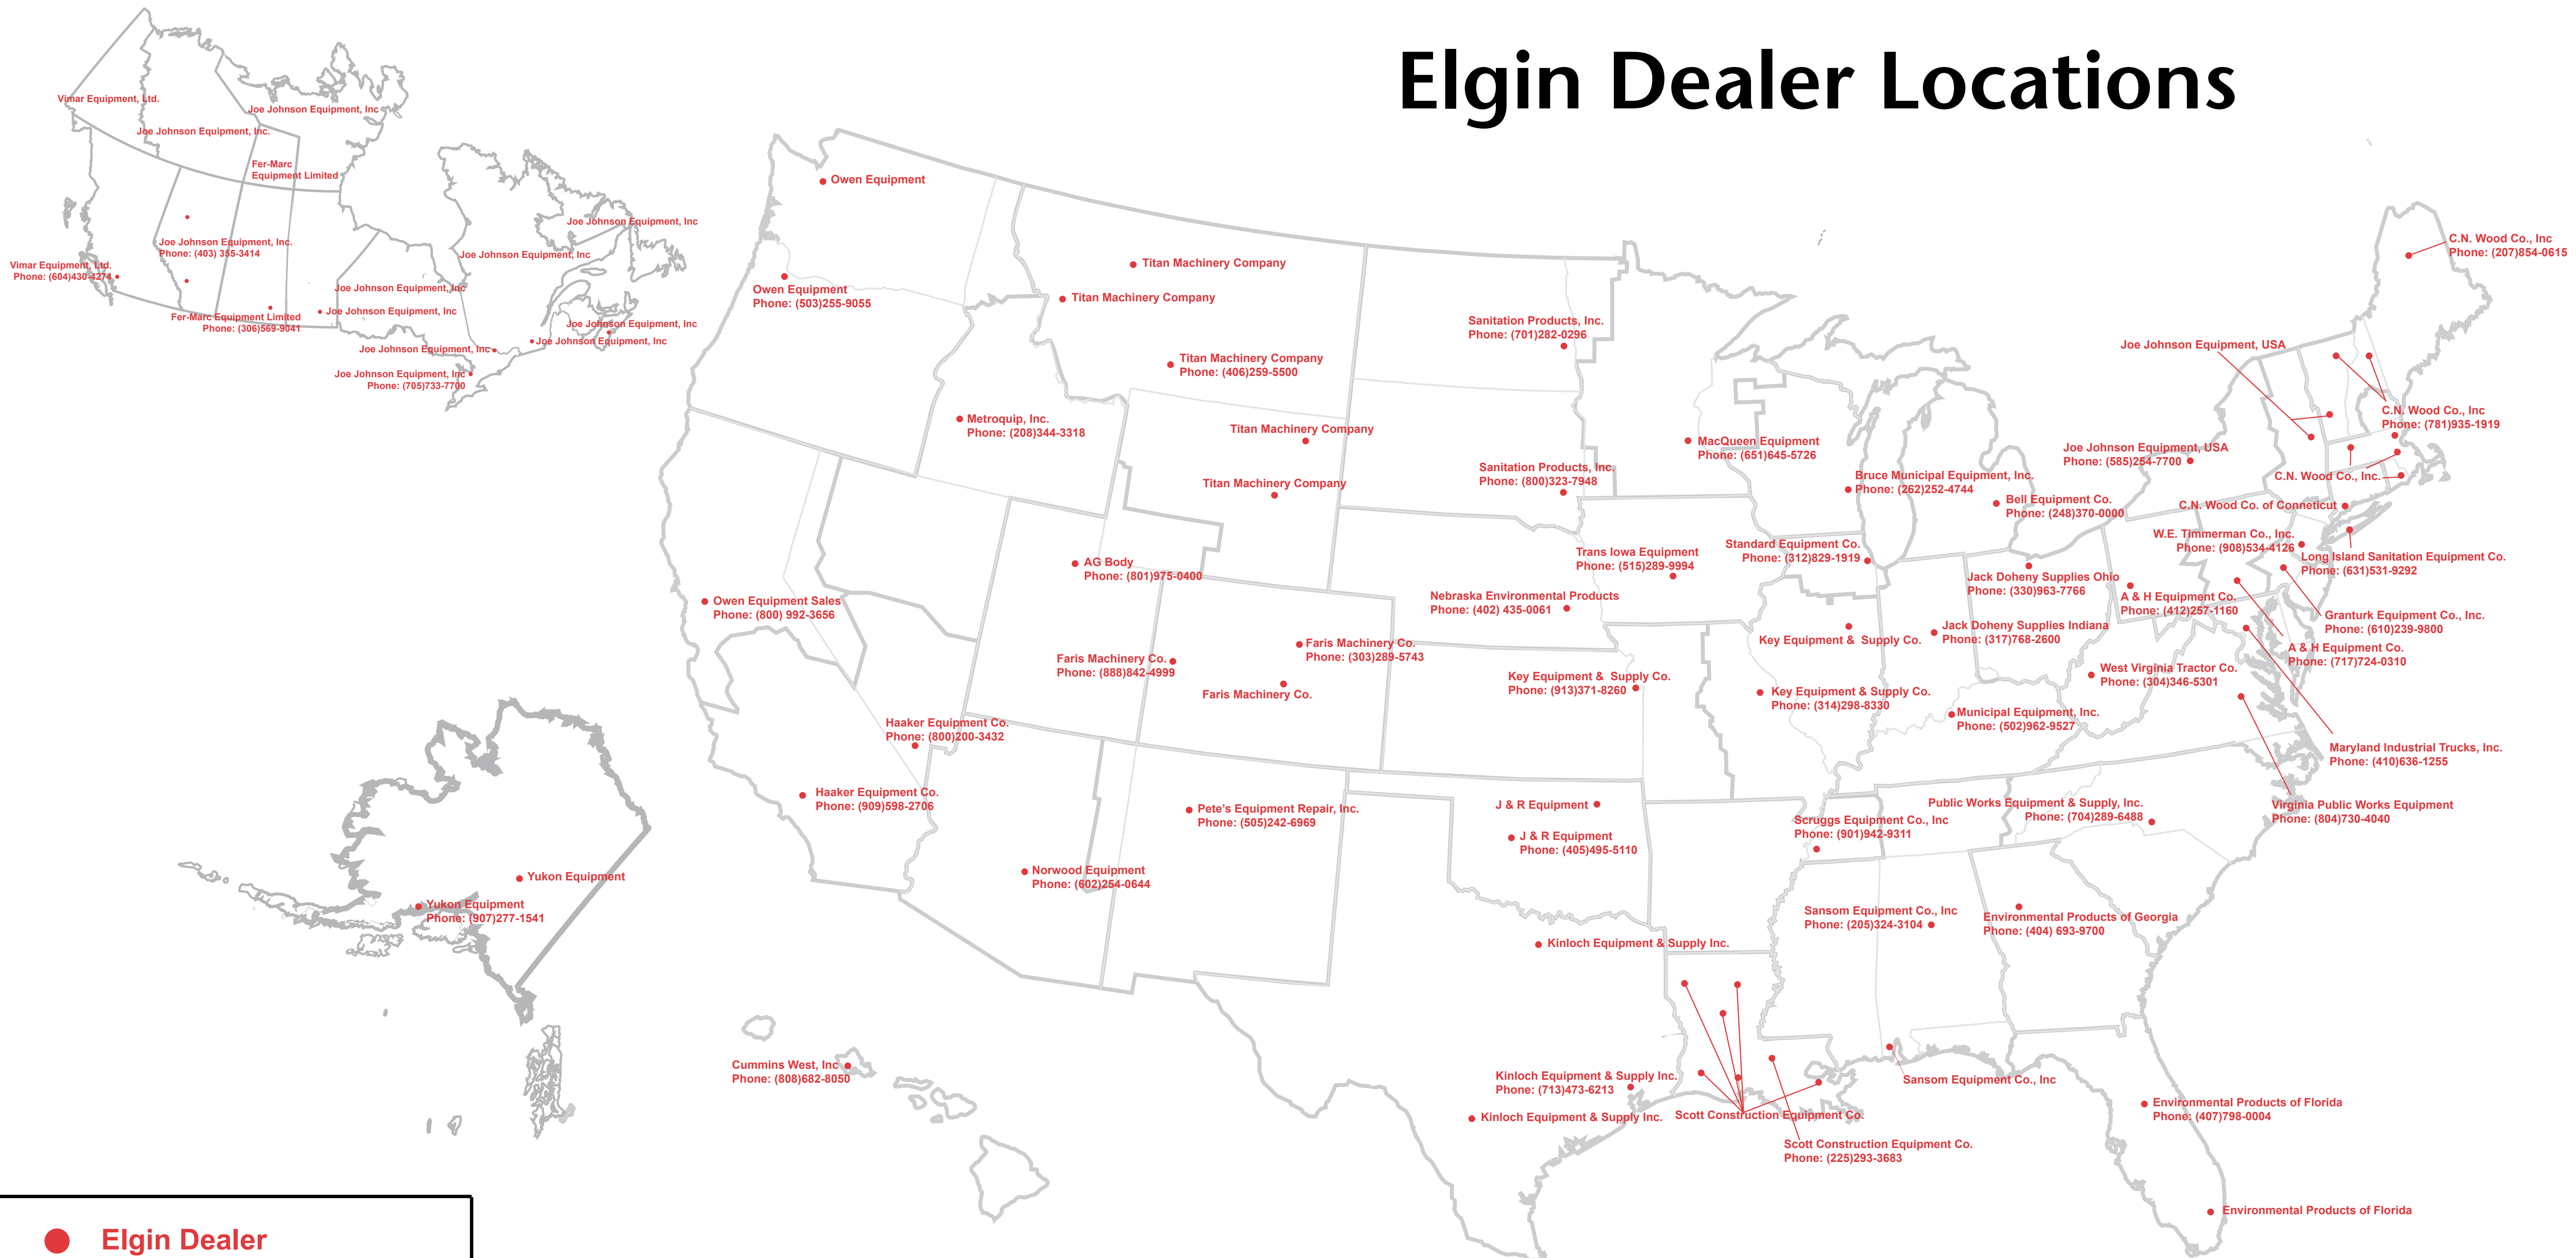 Elgin Dealer Locations
Vimar Equipment, Ltd.
Joe Johnson Equipment, Inc
Joe Johnson Equipment, Inc.
Fer-Marc
Equipment Limited
Joe Johnson Equipment, Inc.
Phone: (403) 355-3414
Vimar Equipment, Ltd.
Phone: (604)430-4274
Fer-Marc Equipment Limited
Phone: (306)569-9041
Joe Johnson Equipment, Inc
Joe Johnson Equipment, Inc
Joe Johnson Equipment, Inc
Joe Johnson Equipment, Inc
Joe Johnson Equipment, Inc
Joe Johnson Equipment, Inc
Joe Johnson Equipment, Inc
Joe Johnson Equipment, Inc
Phone: (705)733-7700
Owen Equipment
Owen Equipment
Phone: (503)255-9055
Titan Machinery Company
Titan Machinery Company
Titan Machinery Company
Phone: (406)259-5500
Metroquip, Inc.
Phone: (208)344-3318
Titan Machinery Company
Titan Machinery Company
AG Body
Phone: (801)975-0400
Owen Equipment Sales
Phone: (800) 992-3656
Faris Machinery Co.
Phone: (888)842-4999
Faris Machinery Co.
Phone: (303)289-5743
Faris Machinery Co.
Haaker Equipment Co.
Phone: (800)200-3432
Haaker Equipment Co.
Phone: (909)598-2706
Pete's Equipment Repair, Inc.
Phone: (505)242-6969
Norwood Equipment
Phone: (602)254-0644
Sanitation Products, Inc.
Phone: (701)282-0296
Sanitation Products, Inc.
Phone: (800)323-7948
MacQueen Equipment
Phone: (651)645-5726
Bruce Municipal Equipment, Inc.
Phone: (262)252-4744
Bell Equipment Co.
Phone: (248)370-0000
Trans Iowa Equipment
Phone: (515)289-9994
Standard Equipment Co.
Phone: (312)829-1919
Nebraska Environmental Products
Phone: (402) 435-0061
Key Equipment & Supply Co.
Jack Doheny Supplies Ohio
Phone: (330)963-7766
Jack Doheny Supplies Indiana
Phone: (317)768-2600
Key Equipment & Supply Co.
Phone: (913)371-8260
Key Equipment & Supply Co.
Phone: (314)298-8330
Municipal Equipment, Inc.
Phone: (502)962-9527
West Virginia Tractor Co.
Phone: (304)346-5301
C.N. Wood Co., Inc
Phone: (207)854-0615
Joe Johnson Equipment, USA
C.N. Wood Co., Inc
Phone: (781)935-1919
Joe Johnson Equipment, USA
Phone: (585)254-7700
C.N. Wood Co., Inc.
C.N. Wood Co. of Conneticut
W.E. Timmerman Co., Inc.
Phone: (908)534-4126
Long Island Sanitation Equipment Co.
Phone: (631)531-9292
A & H Equipment Co.
Phone: (412)257-1160
Granturk Equipment Co., Inc.
Phone: (610)239-9800
A & H Equipment Co.
Phone: (717)724-0310
Maryland Industrial Trucks, Inc.
Phone: (410)636-1255
Virginia Public Works Equipment
Phone: (804)730-4040
J & R Equipment
J & R Equipment
Phone: (405)495-5110
Scruggs Equipment Co., Inc
Phone: (901)942-9311
Public Works Equipment & Supply, Inc.
Phone: (704)289-6488
Sansom Equipment Co., Inc
Phone: (205)324-3104
Environmental Products of Georgia
Phone: (404) 693-9700
Kinloch Equipment & Supply Inc.
Kinloch Equipment & Supply Inc.
Phone: (713)473-6213
Kinloch Equipment & Supply Inc.
Scott Construction Equipment Co.
Scott Construction Equipment Co.
Phone: (225)293-3683
Sansom Equipment Co., Inc
Environmental Products of Florida
Phone: (407)798-0004
Environmental Products of Florida
Yukon Equipment
Yukon Equipment
Phone: (907)277-1541
Cummins West, Inc
Phone: (808)682-8050
Elgin Dealer